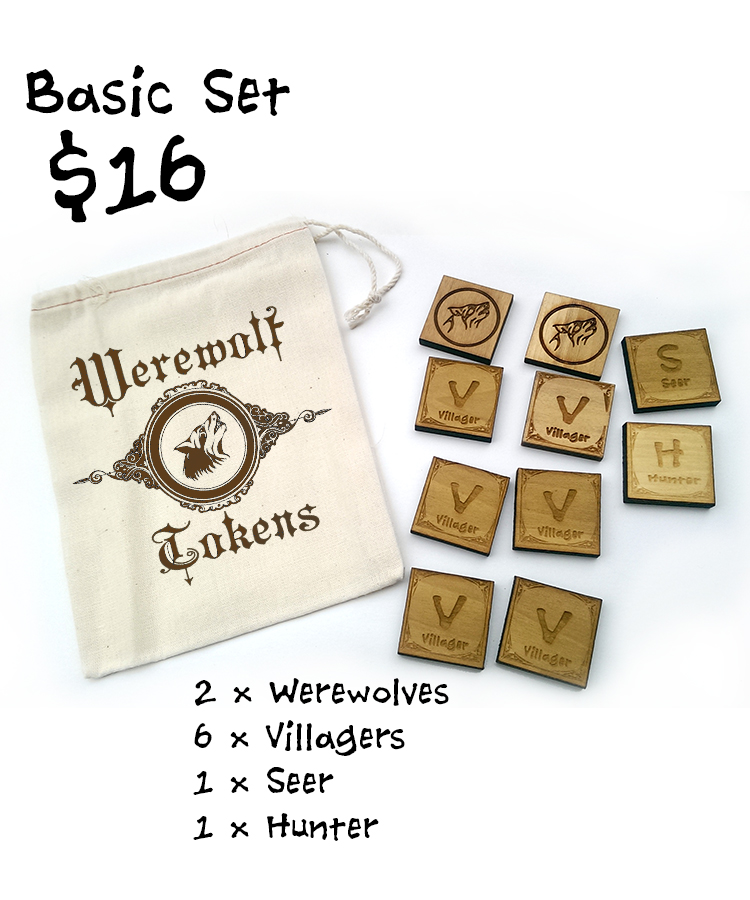 Basic Set
$16
Werewolf
Tokens
S
Seer
V
Villager
V
Villager
H
Hunter
V
Villager
V
Villager
V
Villager
V
Villager
2 x Werewolves
6 x Villagers
1 x Seer
1 x Hunter